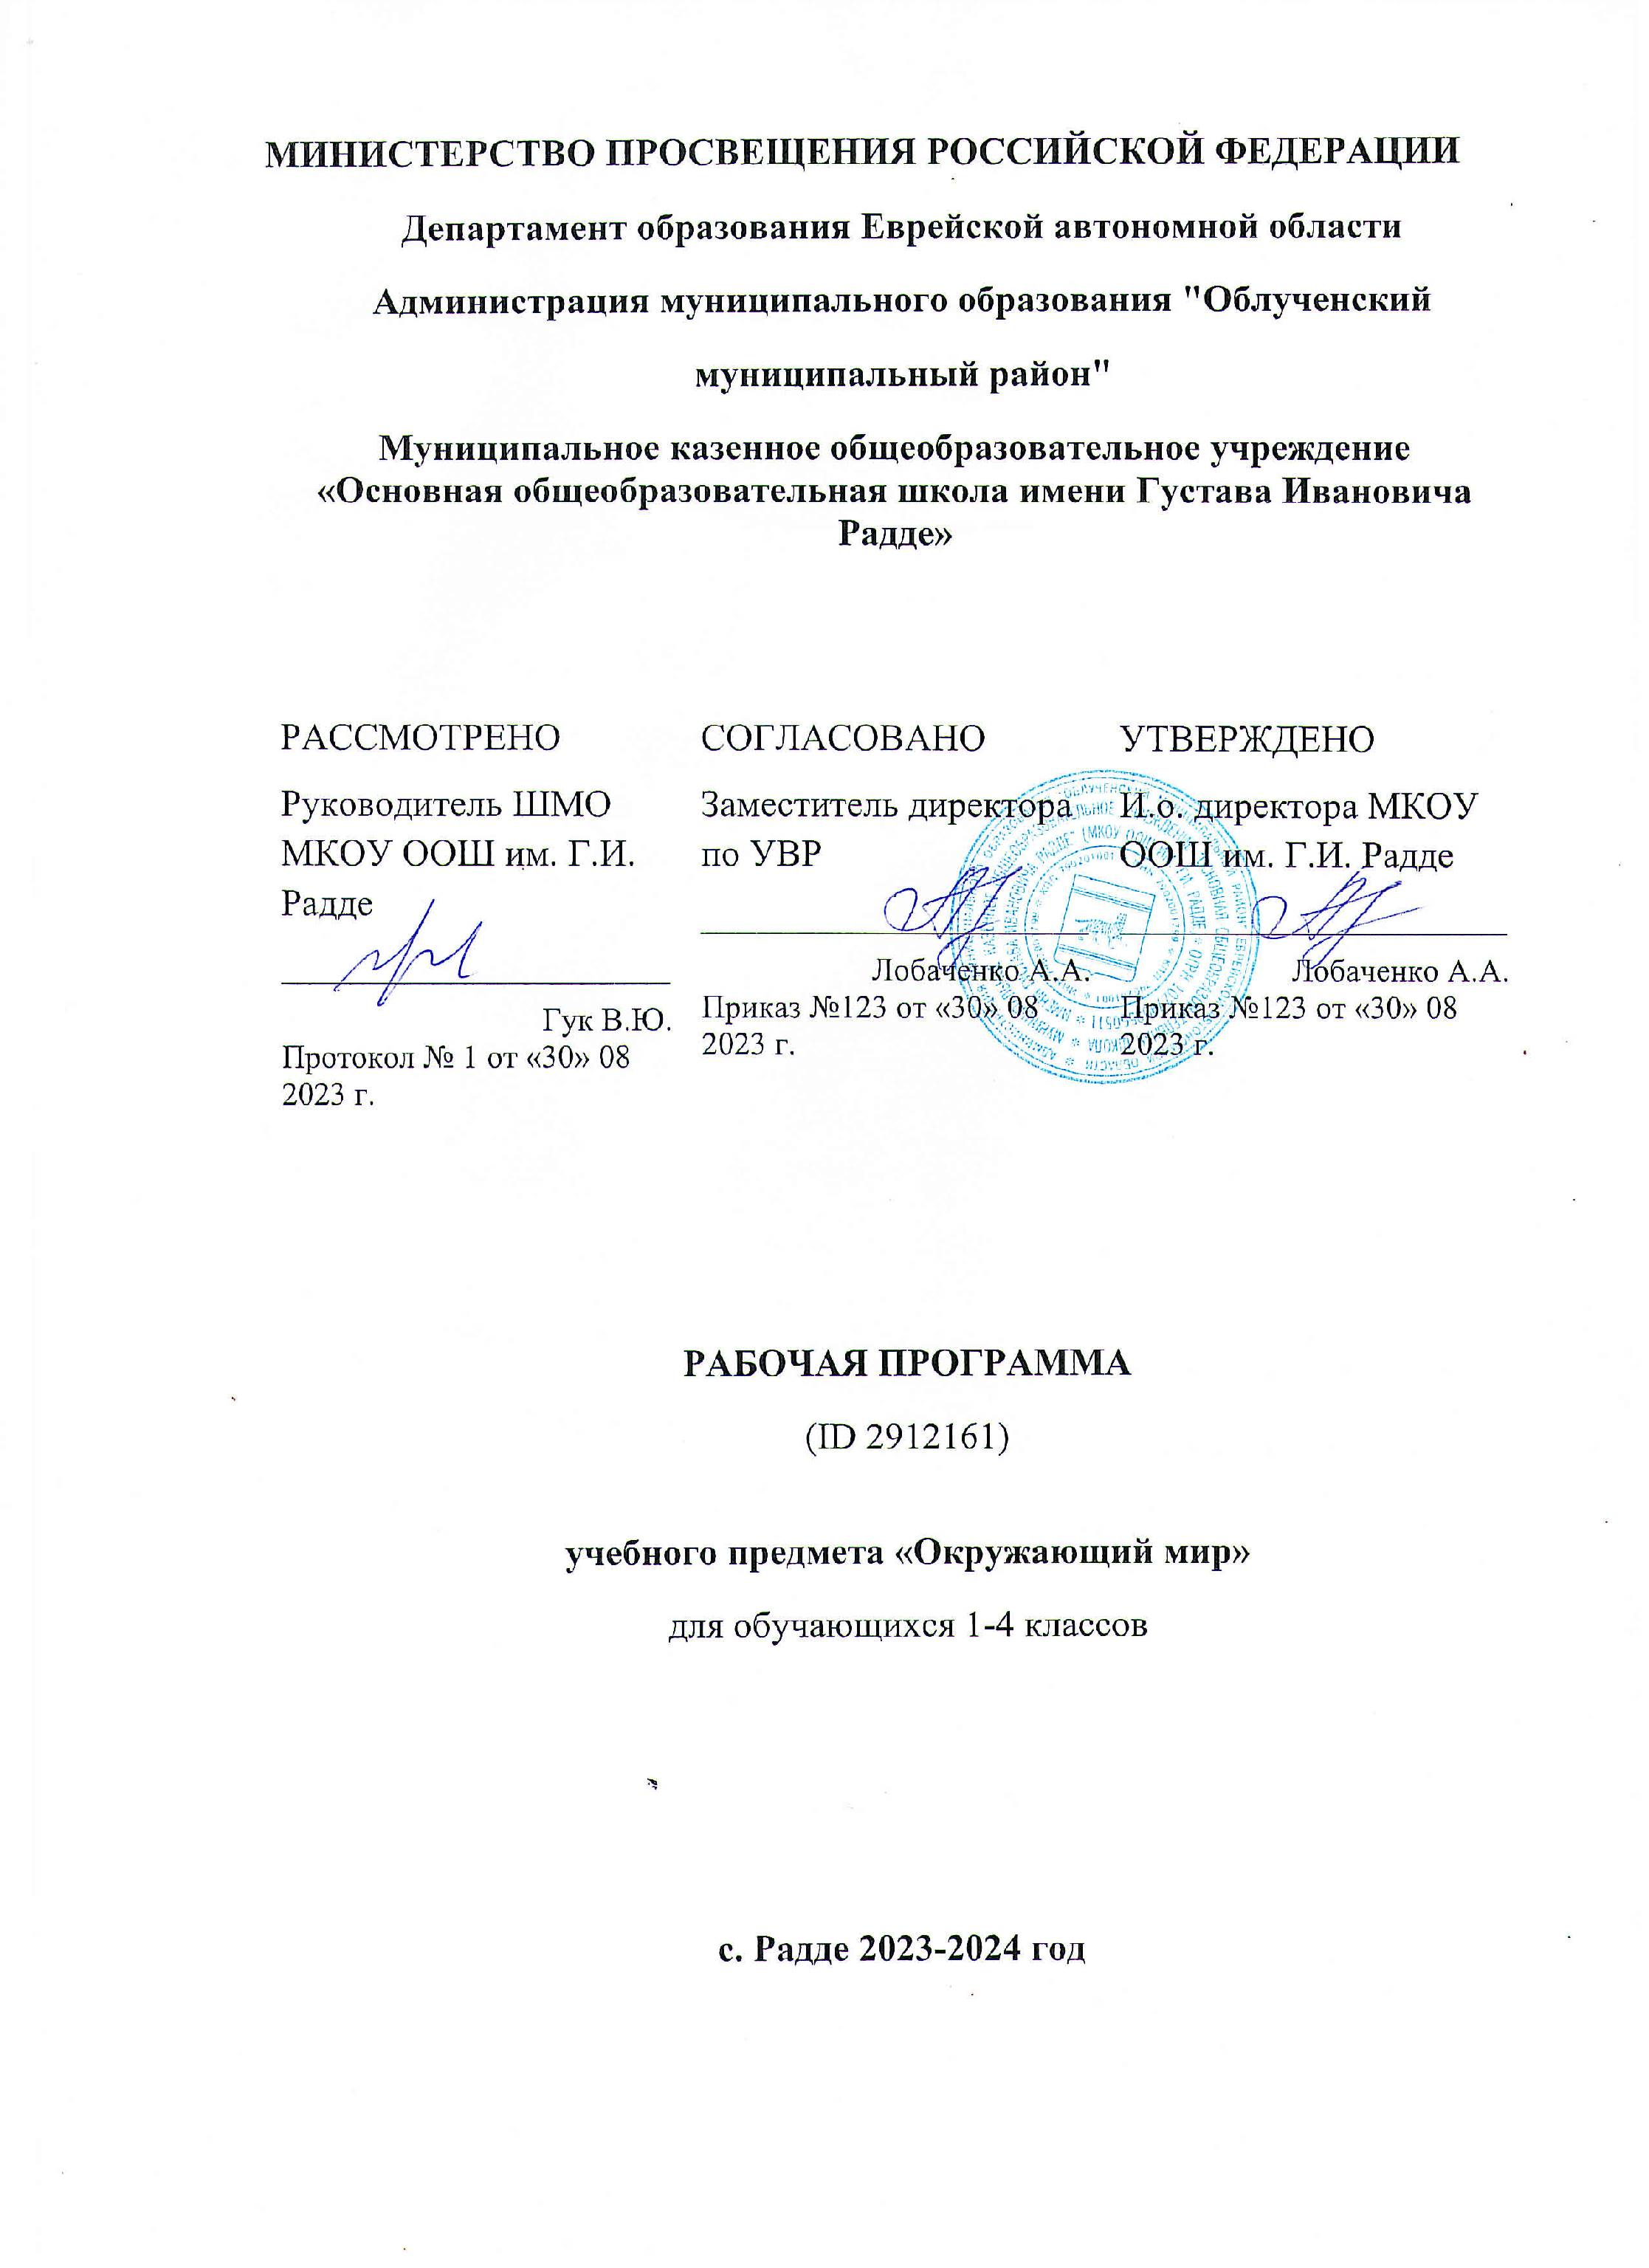 МИНИСТЕРСТВО ПРОСВЕЩЕНИЯ РОССИЙСКОЙ ФЕДЕРАЦИИ
Департамент образования Еврейской автономной области
Администрация муниципального образования "Облученский
муниципальный район"
Муниципальное казенное общеобразовательное учреждение
«Основная общеобразовательная школа имени Густава Ивановича
Радде»
РАССМОТРЕНО
Руководитель ШМО
МКОУ ООШ им. Г.И.
Радде
Гук В.Ю.
Протокол № 1 от «30» 08
2023 г.
СОГЛАСОВАНО
Заместитель директора
по УВР
Лобаченко А.А.
Приказ №123 от «30» 08
2023 г.
УТВЕРЖДЕНО
И.о. директора МКОУ
ООШ им. Г.И. Радде
Лобаченко А.А.
Приказ №123 от «30» 08
2023 г.
РАБОЧАЯ ПРОГРАММА
(ID 2912161)
учебного предмета «Окружающий мир»
для обучающихся 1-4 классов
с. Радде 2023-2024 год